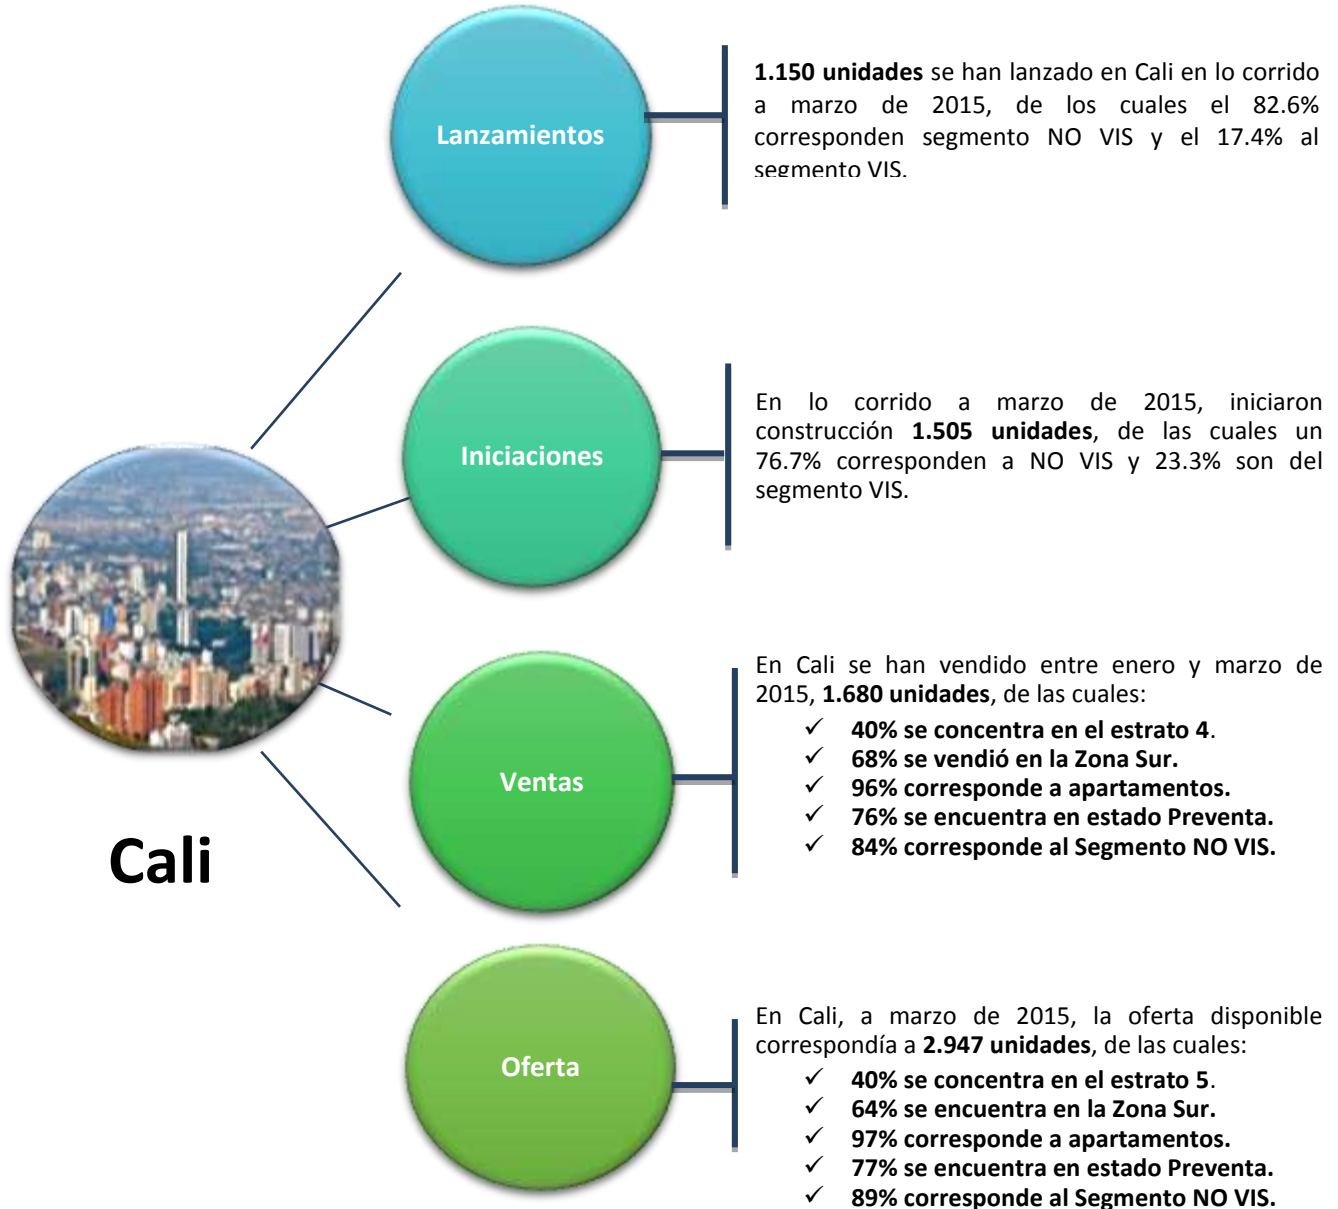 Lanzamientos
1.150 unidades se han lanzado en Cali en lo corrido
a marzo de 2015, de los cuales el 82.6%
corresponden segmento NO VIS y el 17.4% al
segmento VIS.
Iniciaciones
En lo corrido a marzo de 2015, iniciaron
construcción 1.505 unidades, de las cuales un
76.7% corresponden a NO VIS y 23.3% son del
segmento VIS.
Cali
Ventas
En Cali se han vendido entre enero y marzo de
2015, 1.680 unidades, de las cuales:
✓ 40% se concentra en el estrato 4.
✓ 68% se vendió en la Zona Sur.
✓ 96% corresponde a apartamentos.
✓ 76% se encuentra en estado Preventa.
✓ 84% corresponde al Segmento NO VIS.
Oferta
En Cali, a marzo de 2015, la oferta disponible
correspondía a 2.947 unidades, de las cuales:
✓ 40% se concentra en el estrato 5.
✓ 64% se encuentra en la Zona Sur.
✓ 97% corresponde a apartamentos.
✓ 77% se encuentra en estado Preventa.
✓ 89% corresponde al Segmento NO VIS.